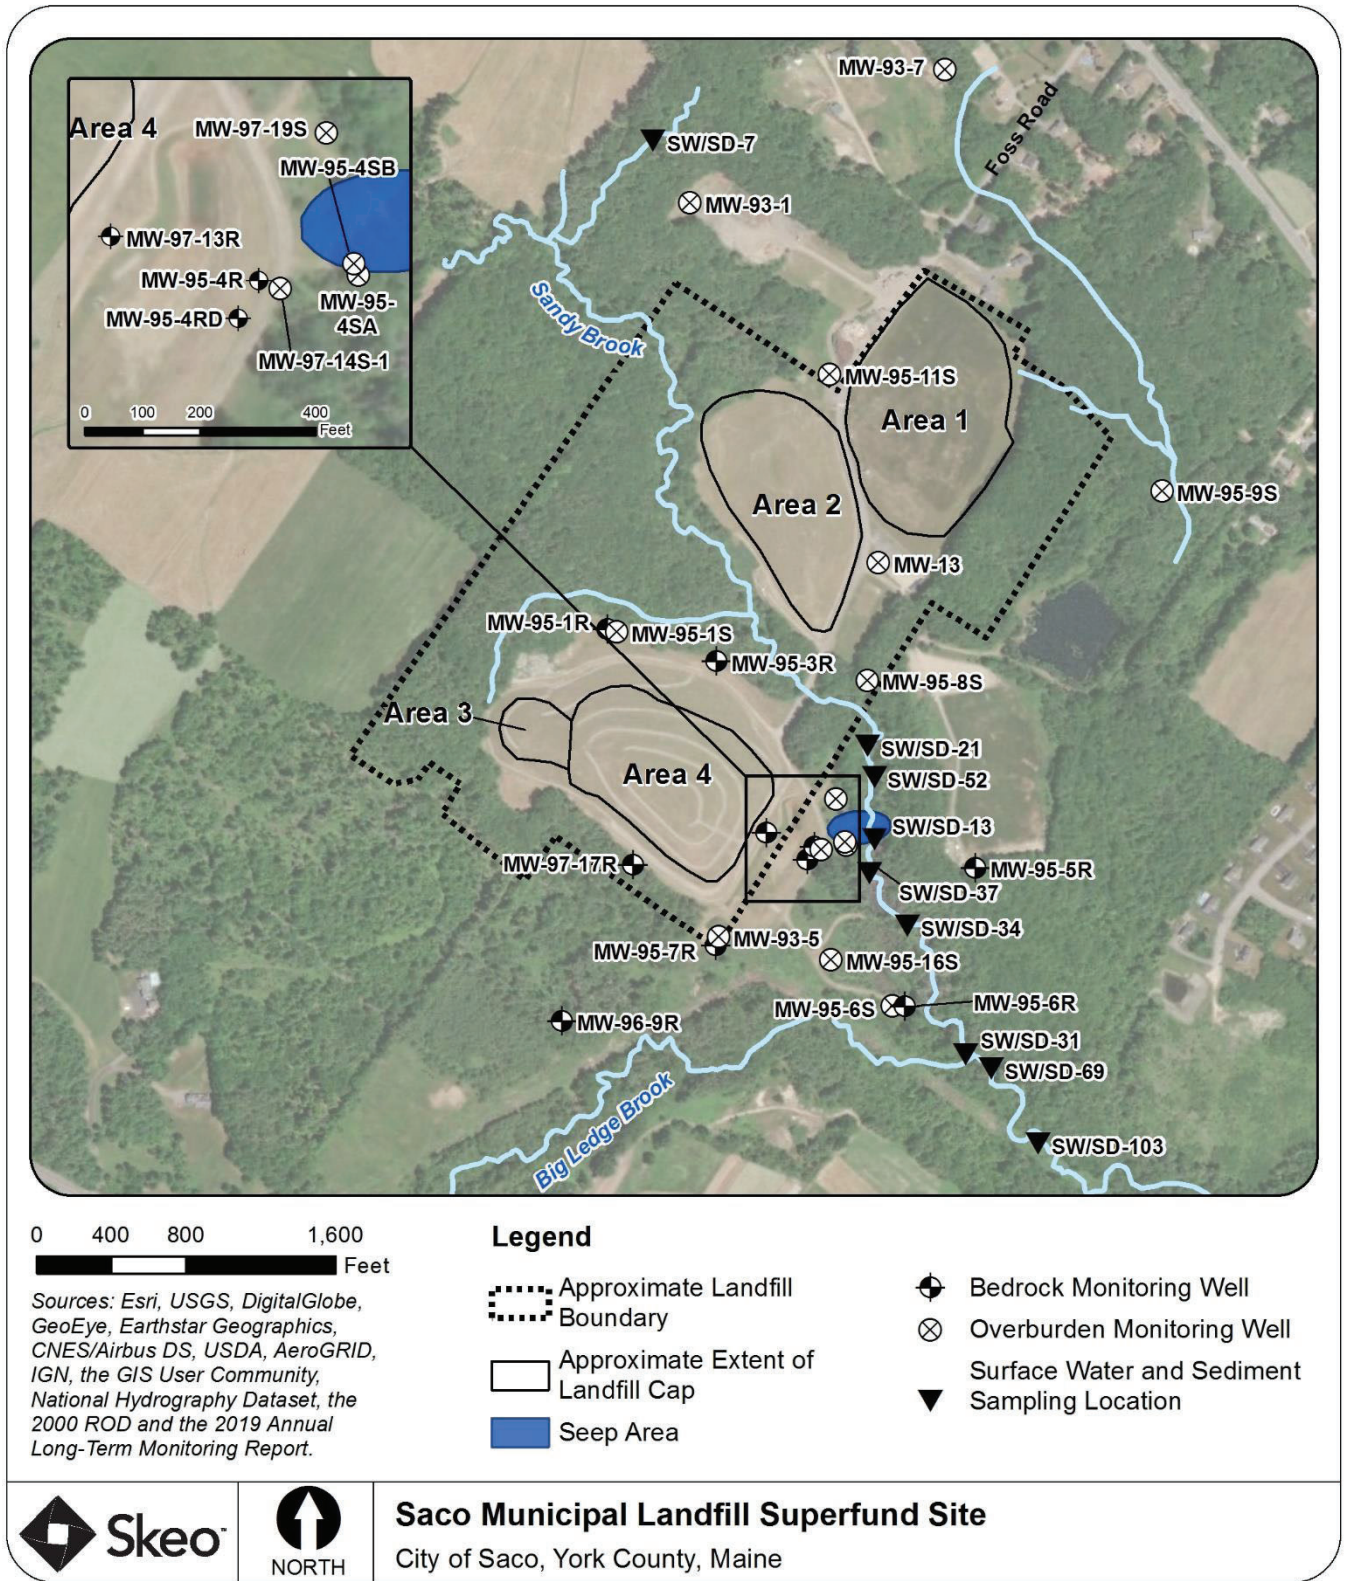 MW-93-7
Foss Road
SW/SD-7
MW-93-1
Area 4
MW-97-19S
MW-95-4SB
MW-97-13R
MW-95-4R
MW-95-4RD
MW-95-
4SA
MW-97-14S-1
0 100 200 400
Feet
Sandy Brook
MW-95-11S
Area 1
Area 2
MW-95-9S
MW-13
MW-95-1R
MW-95-1S
MW-95-3R
MW-95-8S
Area 3
SW/SD-21
Area 4
SW/SD-52
SW/SD-13
MW-97-17R
MW-95-5R
SW/SD-37
SW/SD-34
MW-93-5
MW-95-7R
MW-95-16S
MW-95-6S
MW-95-6R
MW-96-9R
SW/SD-31
SW/SD-69
Big Ledge Brook
SW/SD-103
0 400 800 1,600
Feet
Sources: Esri, USGS, DigitalGlobe,
GeoEye, Earthstar Geographics,
CNES/Airbus DS, USDA, AeroGRID,
IGN, the GIS User Community,
National Hydrography Dataset, the
2000 ROD and the 2019 Annual
Long-Term Monitoring Report.
Legend
Approximate Landfill
Boundary
Approximate Extent of
Landfill Cap
Seep Area
Bedrock Monitoring Well
Overburden Monitoring Well
Surface Water and Sediment
Sampling Location
Skeo™
NORTH
Saco Municipal Landfill Superfund Site
City of Saco, York County, Maine